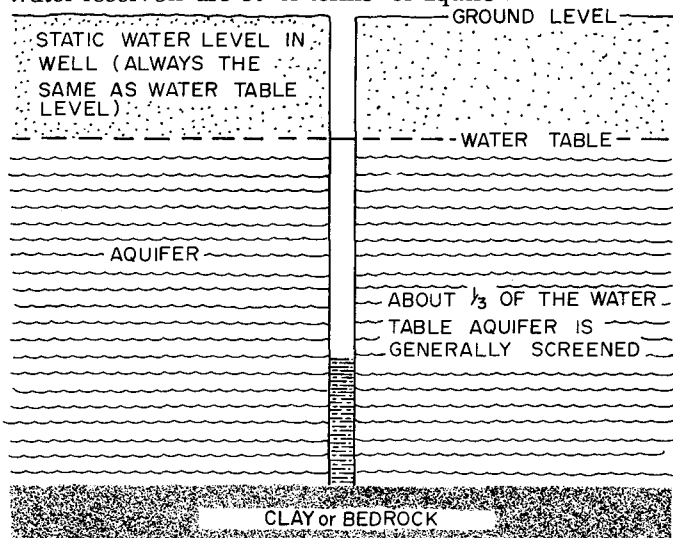 GROUND LEVEL
STATIC WATER LEVEL IN
WELL (ALWAYS THE
SAME AS WATER TABLE
LEVEL)
WATER TABLE
AQUIFER
ABOUT 1/3 OF THE WATER
TABLE AQUIFER IS
GENERALLY SCREENED
CLAY or BEDROCK